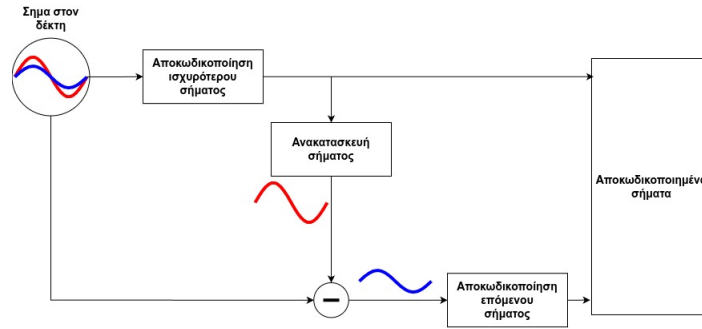 Σημα στον
δέκτη
Αποκωδικοποίηση
ισχυρότερου
σήματος
Ανακατασκευή
σήματος
Αποκωδικοποιημένα
σήματα
Αποκωδικοποίηση
επόμενου
σήματος